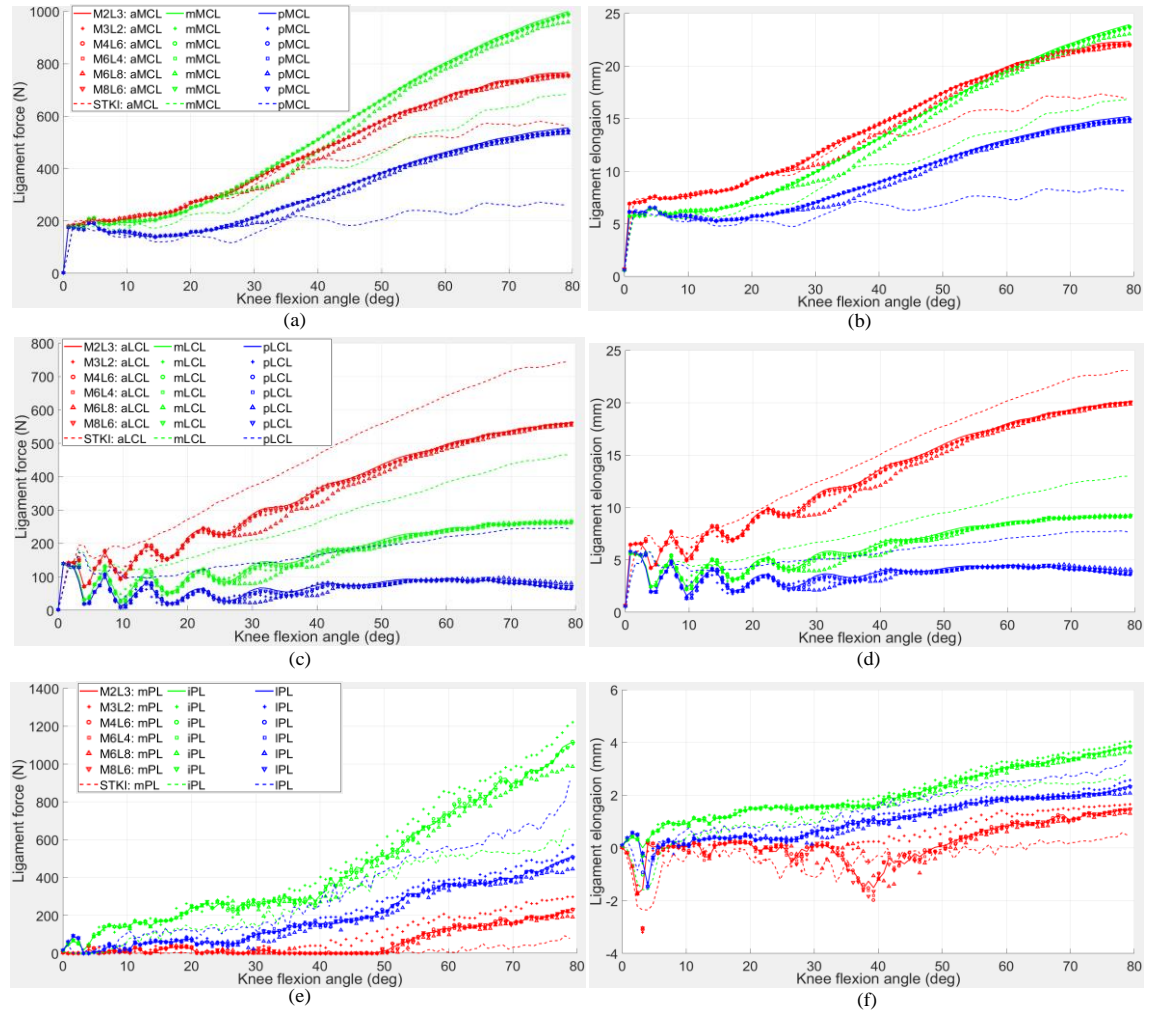 M2L3: aMCL mMCL pMCL
M3L2: aMCL mMCL pMCL
M4L6: aMCL mMCL pMCL
M6L4: aMCL mMCL pMCL
M6L8: aMCL mMCL pMCL
M8L6: aMCL mMCL pMCL
STKI: aMCL mMCL pMCL
Ligament force (N)
1000
800
600
400
200
0
0 10 20 30 40 50 60 70 80
Knee flexion angle (deg)
(a)
Ligament elongaion (mm)
25
20
15
10
5
0
0 10 20 30 40 50 60 70 80
Knee flexion angle (deg)
(b)
M2L3: aLCL mLCL pLCL
M3L2: aLCL mLCL pLCL
M4L6: aLCL mLCL pLCL
M6L4: aLCL mLCL pLCL
M6L8: aLCL mLCL pLCL
M8L6: aLCL mLCL pLCL
STKI: aLCL mLCL pLCL
Ligament force (N)
800
700
600
500
400
300
200
100
0
0 10 20 30 40 50 60 70 80
Knee flexion angle (deg)
(c)
Ligament elongaion (mm)
25
20
15
10
5
0
0 10 20 30 40 50 60 70 80
Knee flexion angle (deg)
(d)
M2L3: mPL iPL lPL
M3L2: mPL iPL lPL
M4L6: mPL iPL lPL
M6L4: mPL iPL lPL
M6L8: mPL iPL lPL
M8L6: mPL iPL lPL
STKI: mPL iPL lPL
Ligament force (N)
1400
1200
1000
800
600
400
200
0
0 10 20 30 40 50 60 70 80
Knee flexion angle (deg)
(e)
Ligament elongaion (mm)
6
4
2
0
-2
-4
0 10 20 30 40 50 60 70 80
Knee flexion angle (deg)
(f)